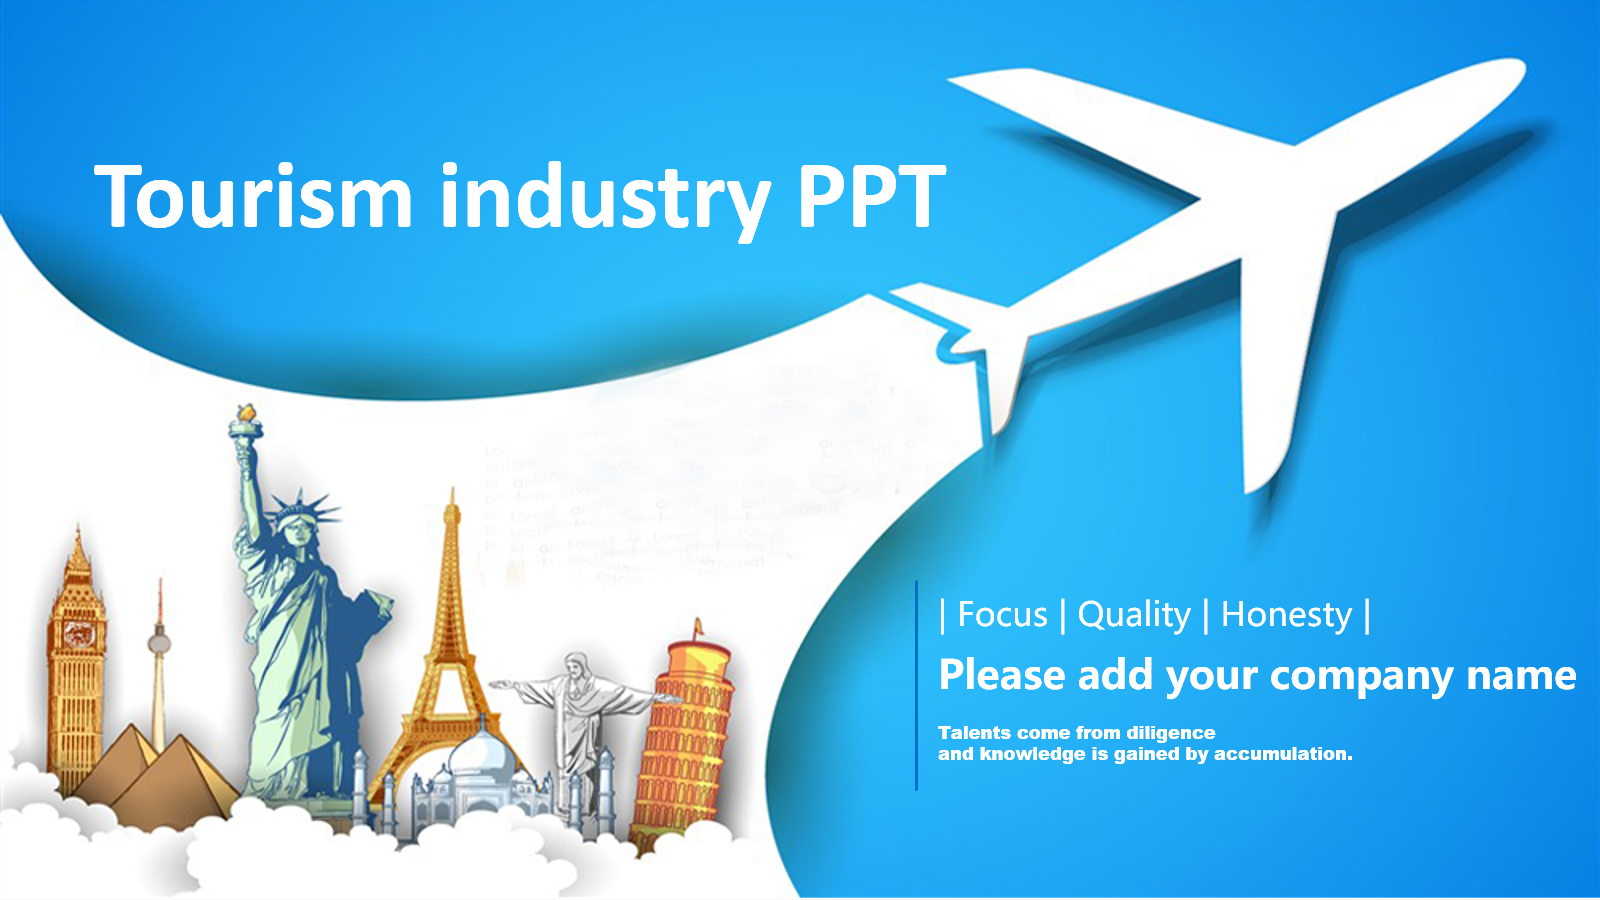 Tourism industry PPT
| Focus | Quality | Honesty |
Please add your company name
Talents come from diligence
and knowledge is gained by accumulation.